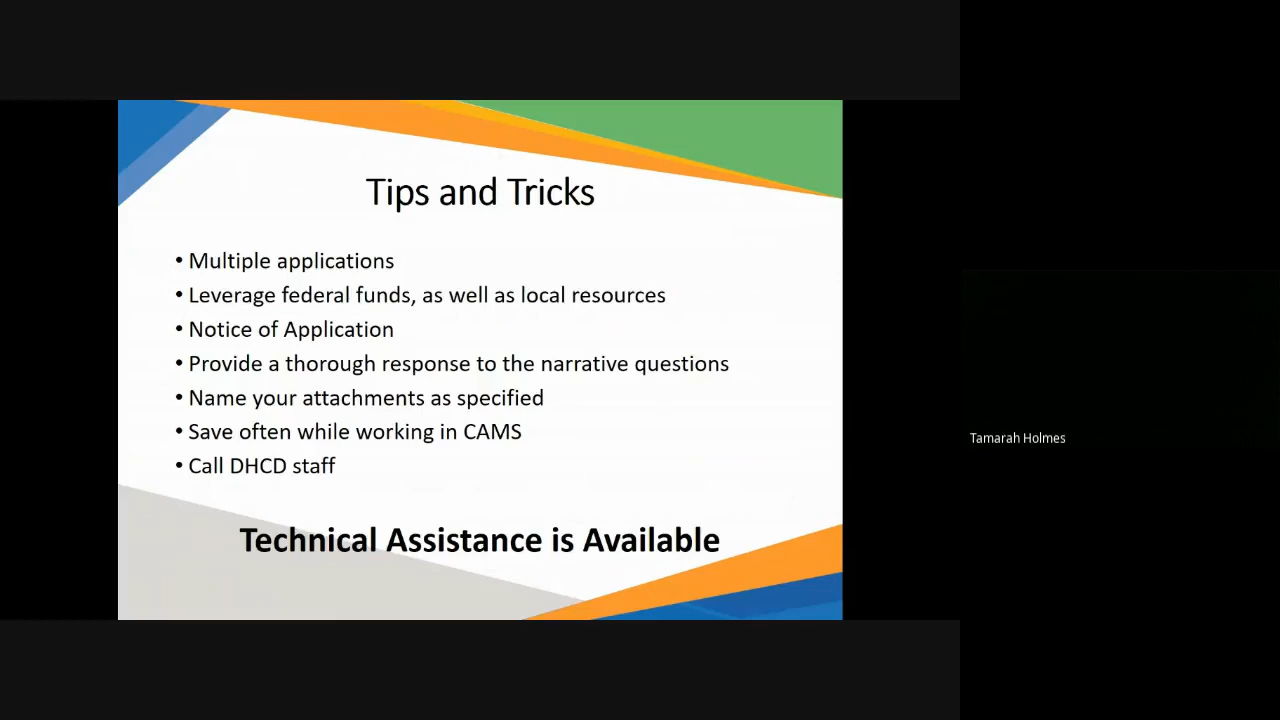 Tips and Tricks
• Multiple applications
• Leverage federal funds, as well as local resources
• Notice of Application
• Provide a thorough response to the narrative questions
• Name your attachments as specified
• Save often while working in CAMS
• Call DHCD staff
Technical Assistance is Available
Tamarah Holmes